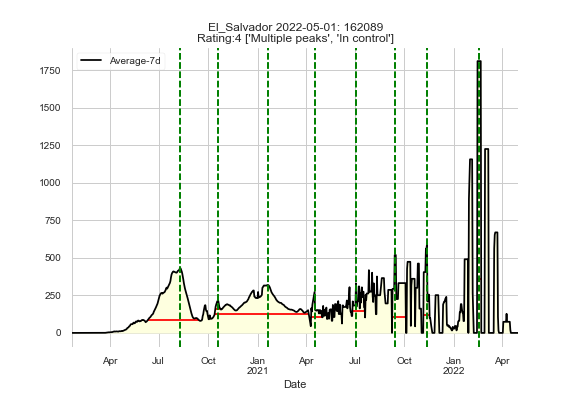 El_Salvador 2022-05-01: 162089
Rating:4 ['Multiple peaks', 'In control']
Average-7d
1750
1500
1250
1000
750
500
250
0
Apr Jul Oct Jan Apr Jul Oct Jan Apr
2021 2022
Date